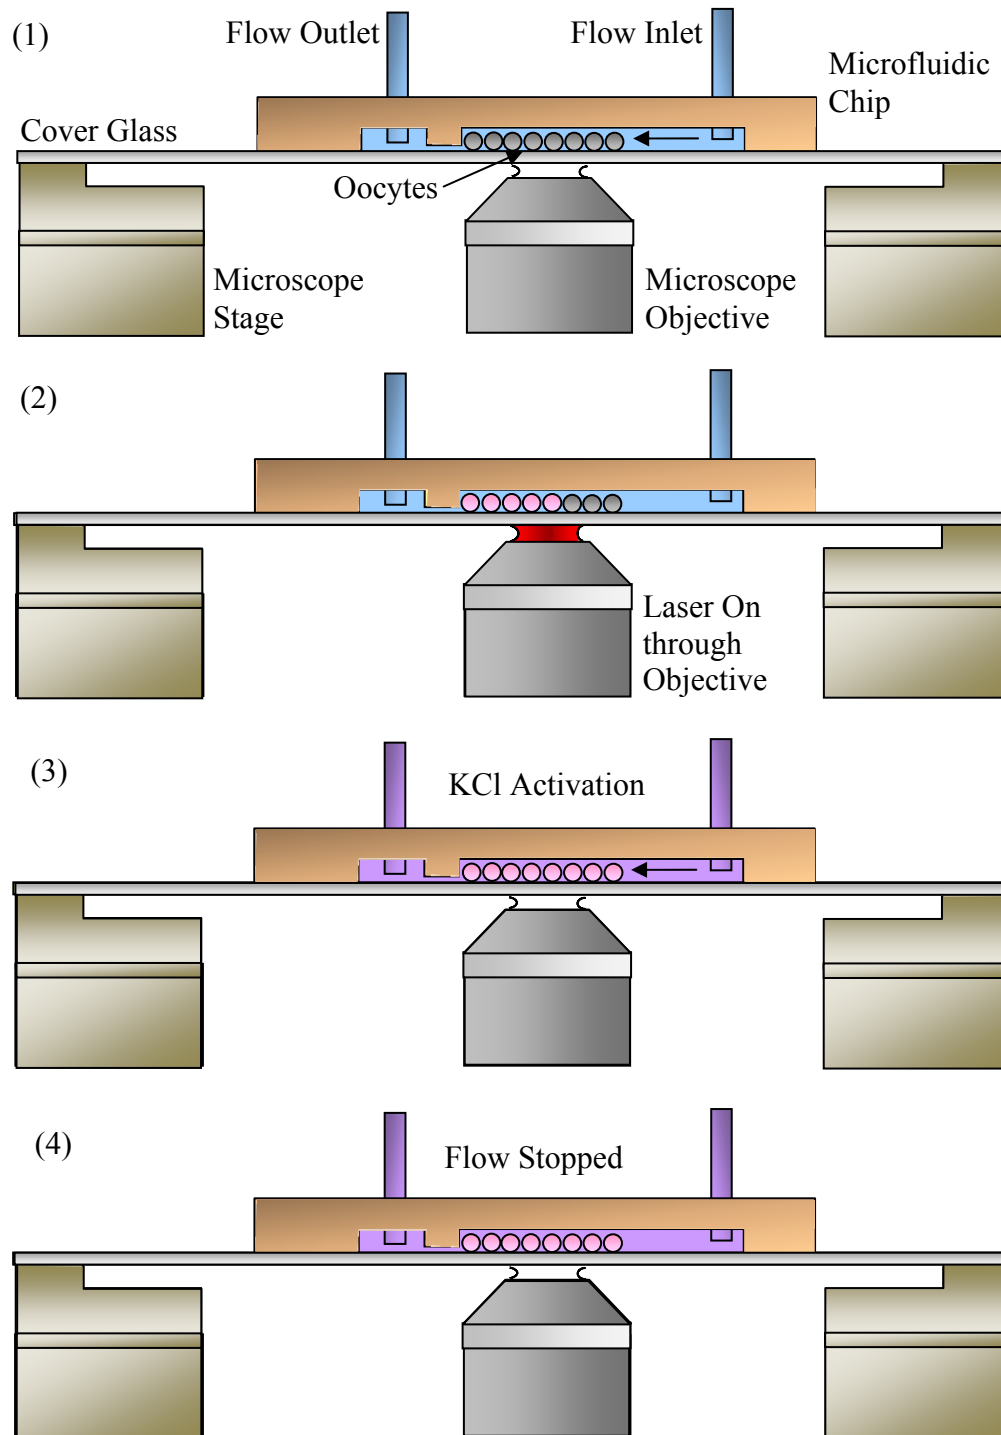 (1)
Flow Outlet
Flow Inlet
Microfluidic
Chip
Cover Glass
Oocytes
Microscope
Stage
Microscope
Objective
(2)
Laser On
through
Objective
(3)
KCl Activation
(4)
Flow Stopped